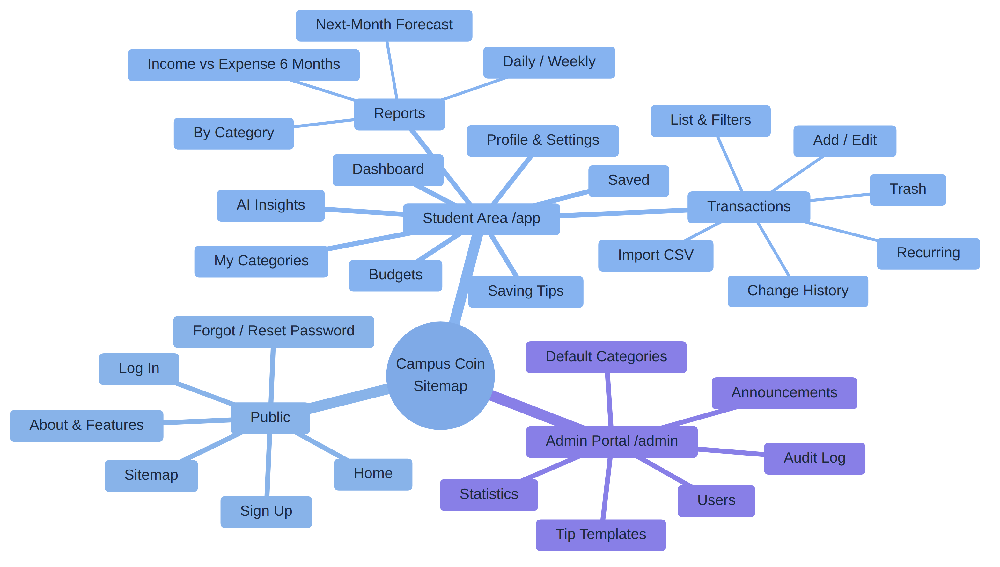 Next-Month Forecast
Income vs Expense 6 Months
Daily / Weekly
Reports
By Category
List & Filters
Profile & Settings
Add / Edit
Dashboard
Saved
Trash
AI Insights
Student Area /app
Transactions
My Categories
Import CSV
Recurring
Budgets
Saving Tips
Change History
Forgot / Reset Password
Log In
Campus Coin
Sitemap
Default Categories
Announcements
Public
About & Features
Admin Portal /admin
Audit Log
Sitemap
Home
Statistics
Users
Sign Up
Tip Templates